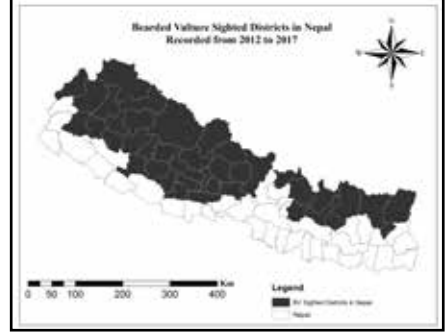 Bearded Vulture Sighted Districts in Nepal
Recorded from 2012 to 2017
N
W
E
S
Km
0 50 100 200 300 400
Legend
BV Sighted Districts in Nepal
Nepal